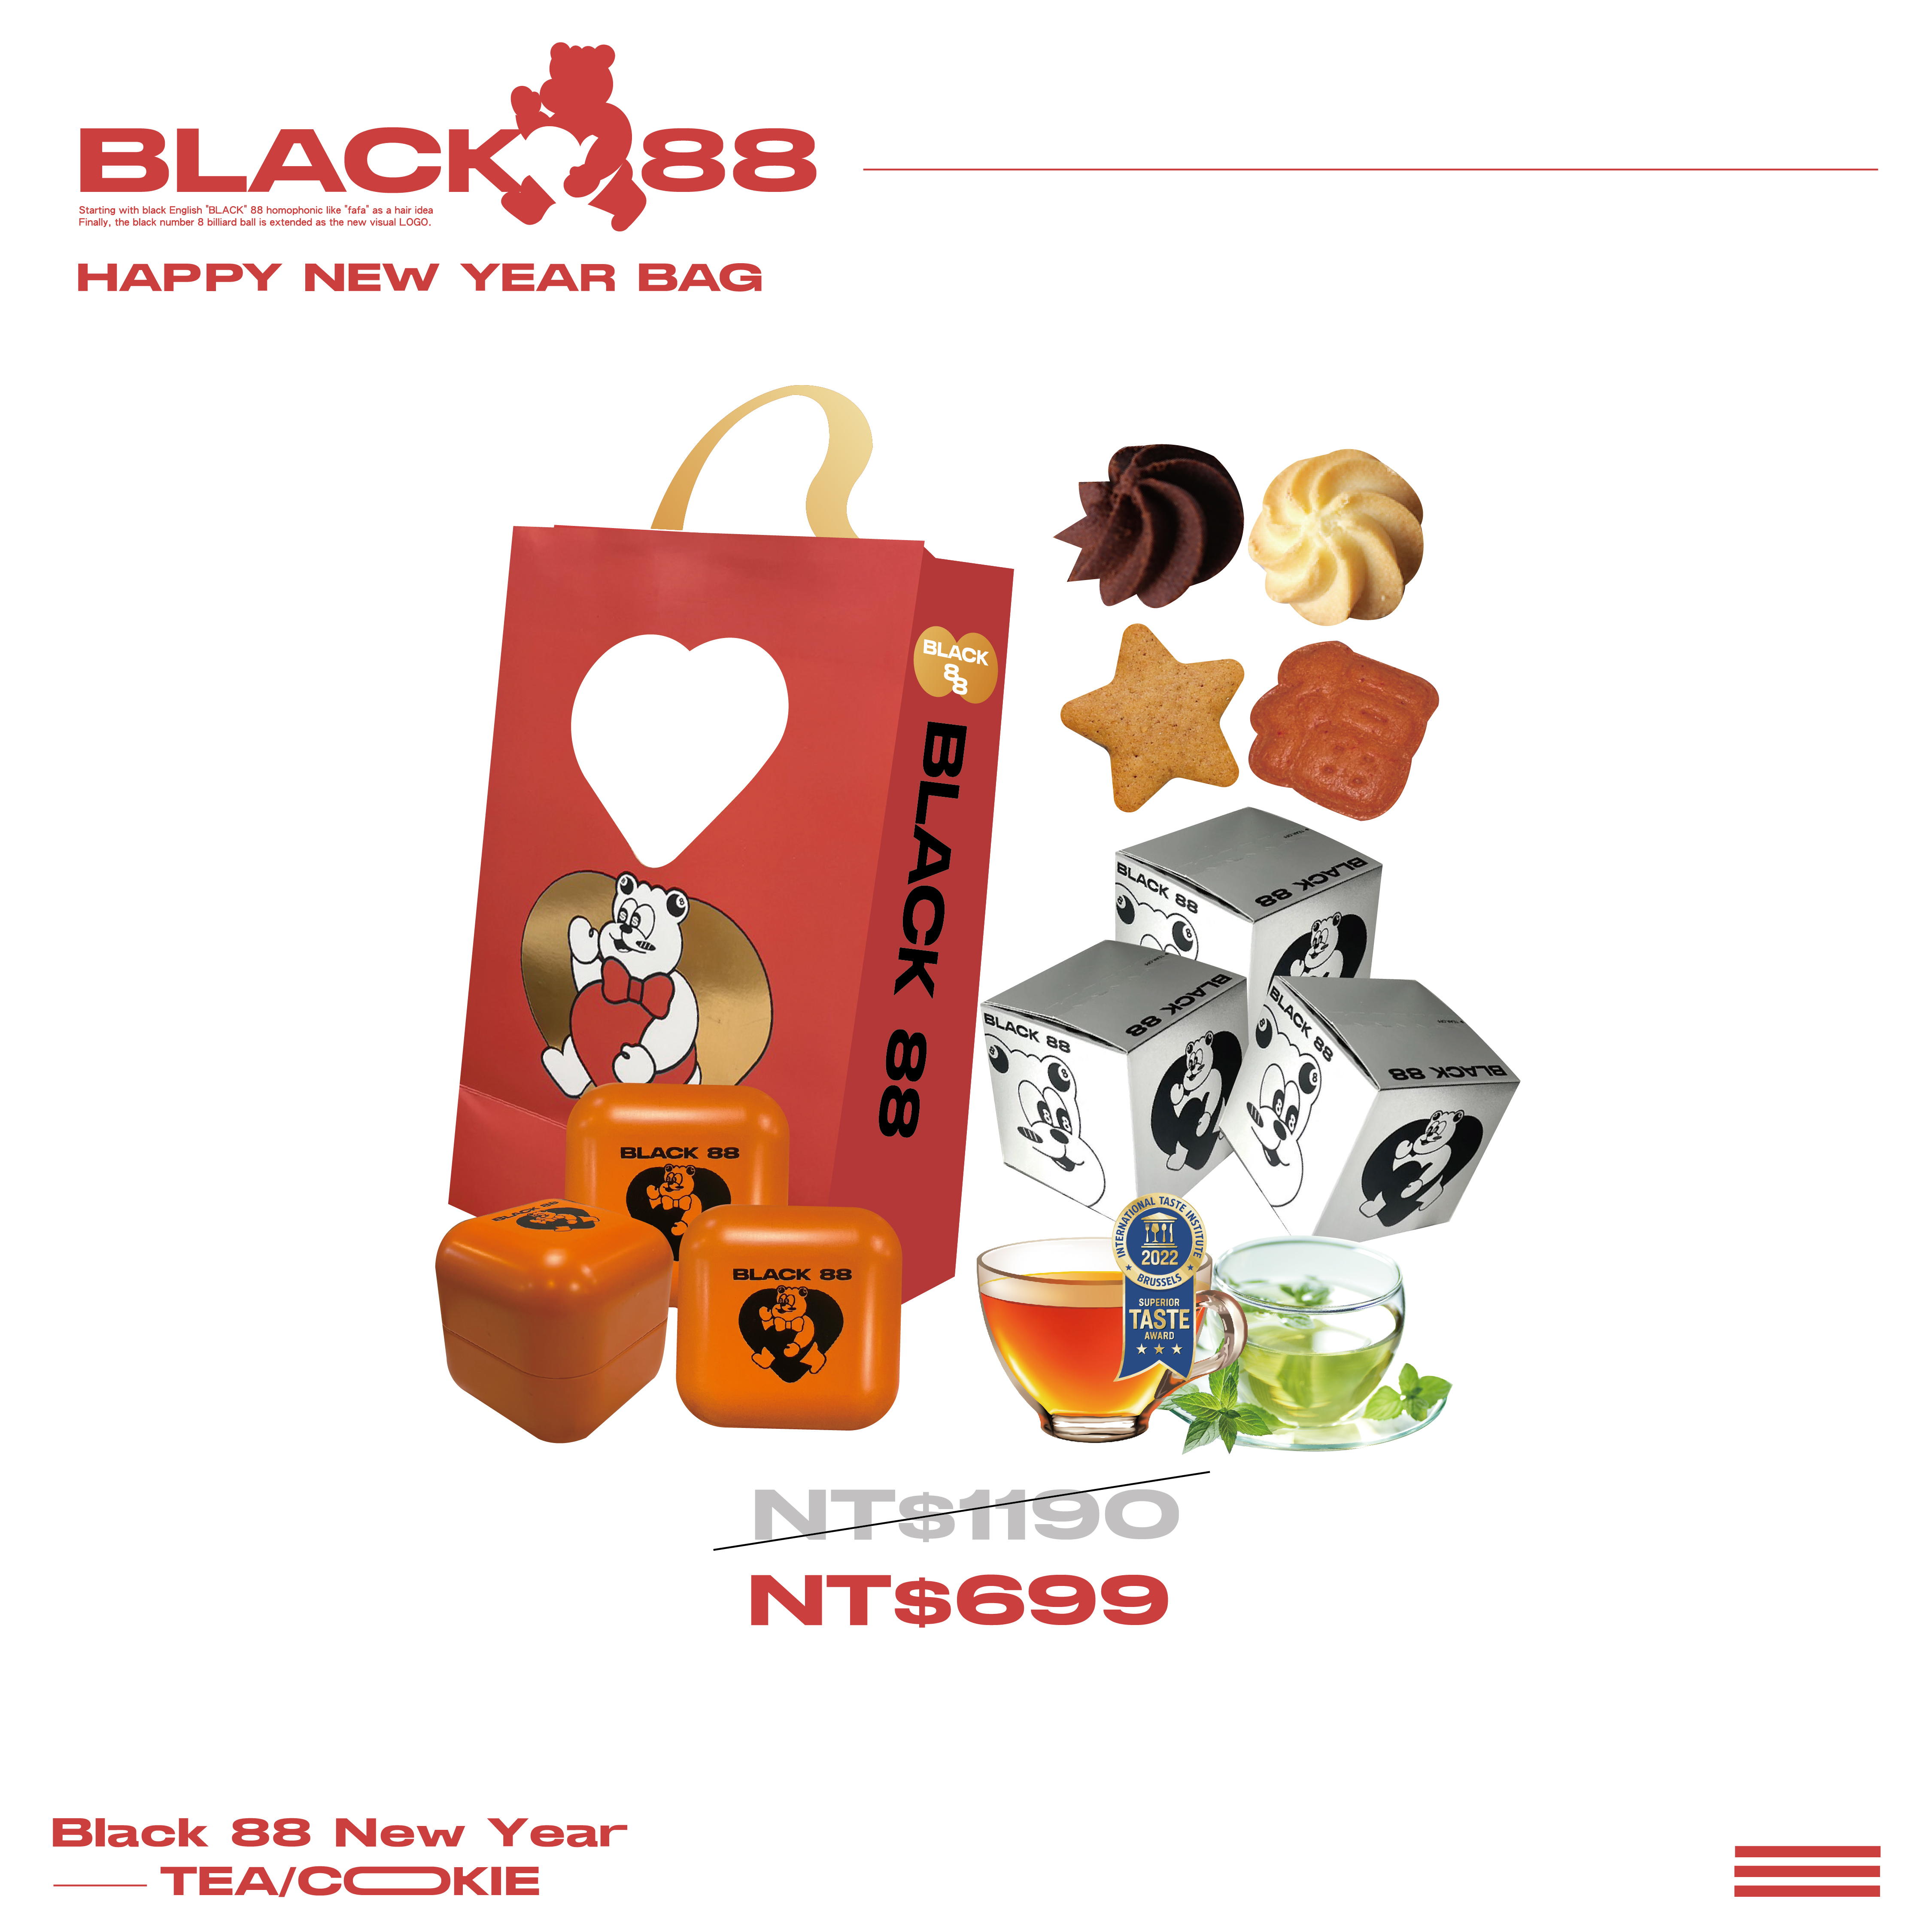 BLACK 88
Starting with black English "BLACK" 88 homophonic like "fafa" as a hair idea
Finally, the black number 8 billiard ball is extended as the new visual LOGO.
HAPPY NEW YEAR BAG
BLACK
88
BLACK 88
BLACK 88
BLACK 88
BLACK 88
BLACK 88
BLACK 88
BLACK 88
BLACK 88
BLACK 88
BLACK 88
INTERNATIONAL TASTE INSTITUTE
2022
BRUSSELS
SUPERIOR
TASTE
AWARD
NT$1190
NT$699
Black 88 New Year
TEA/COOKIE